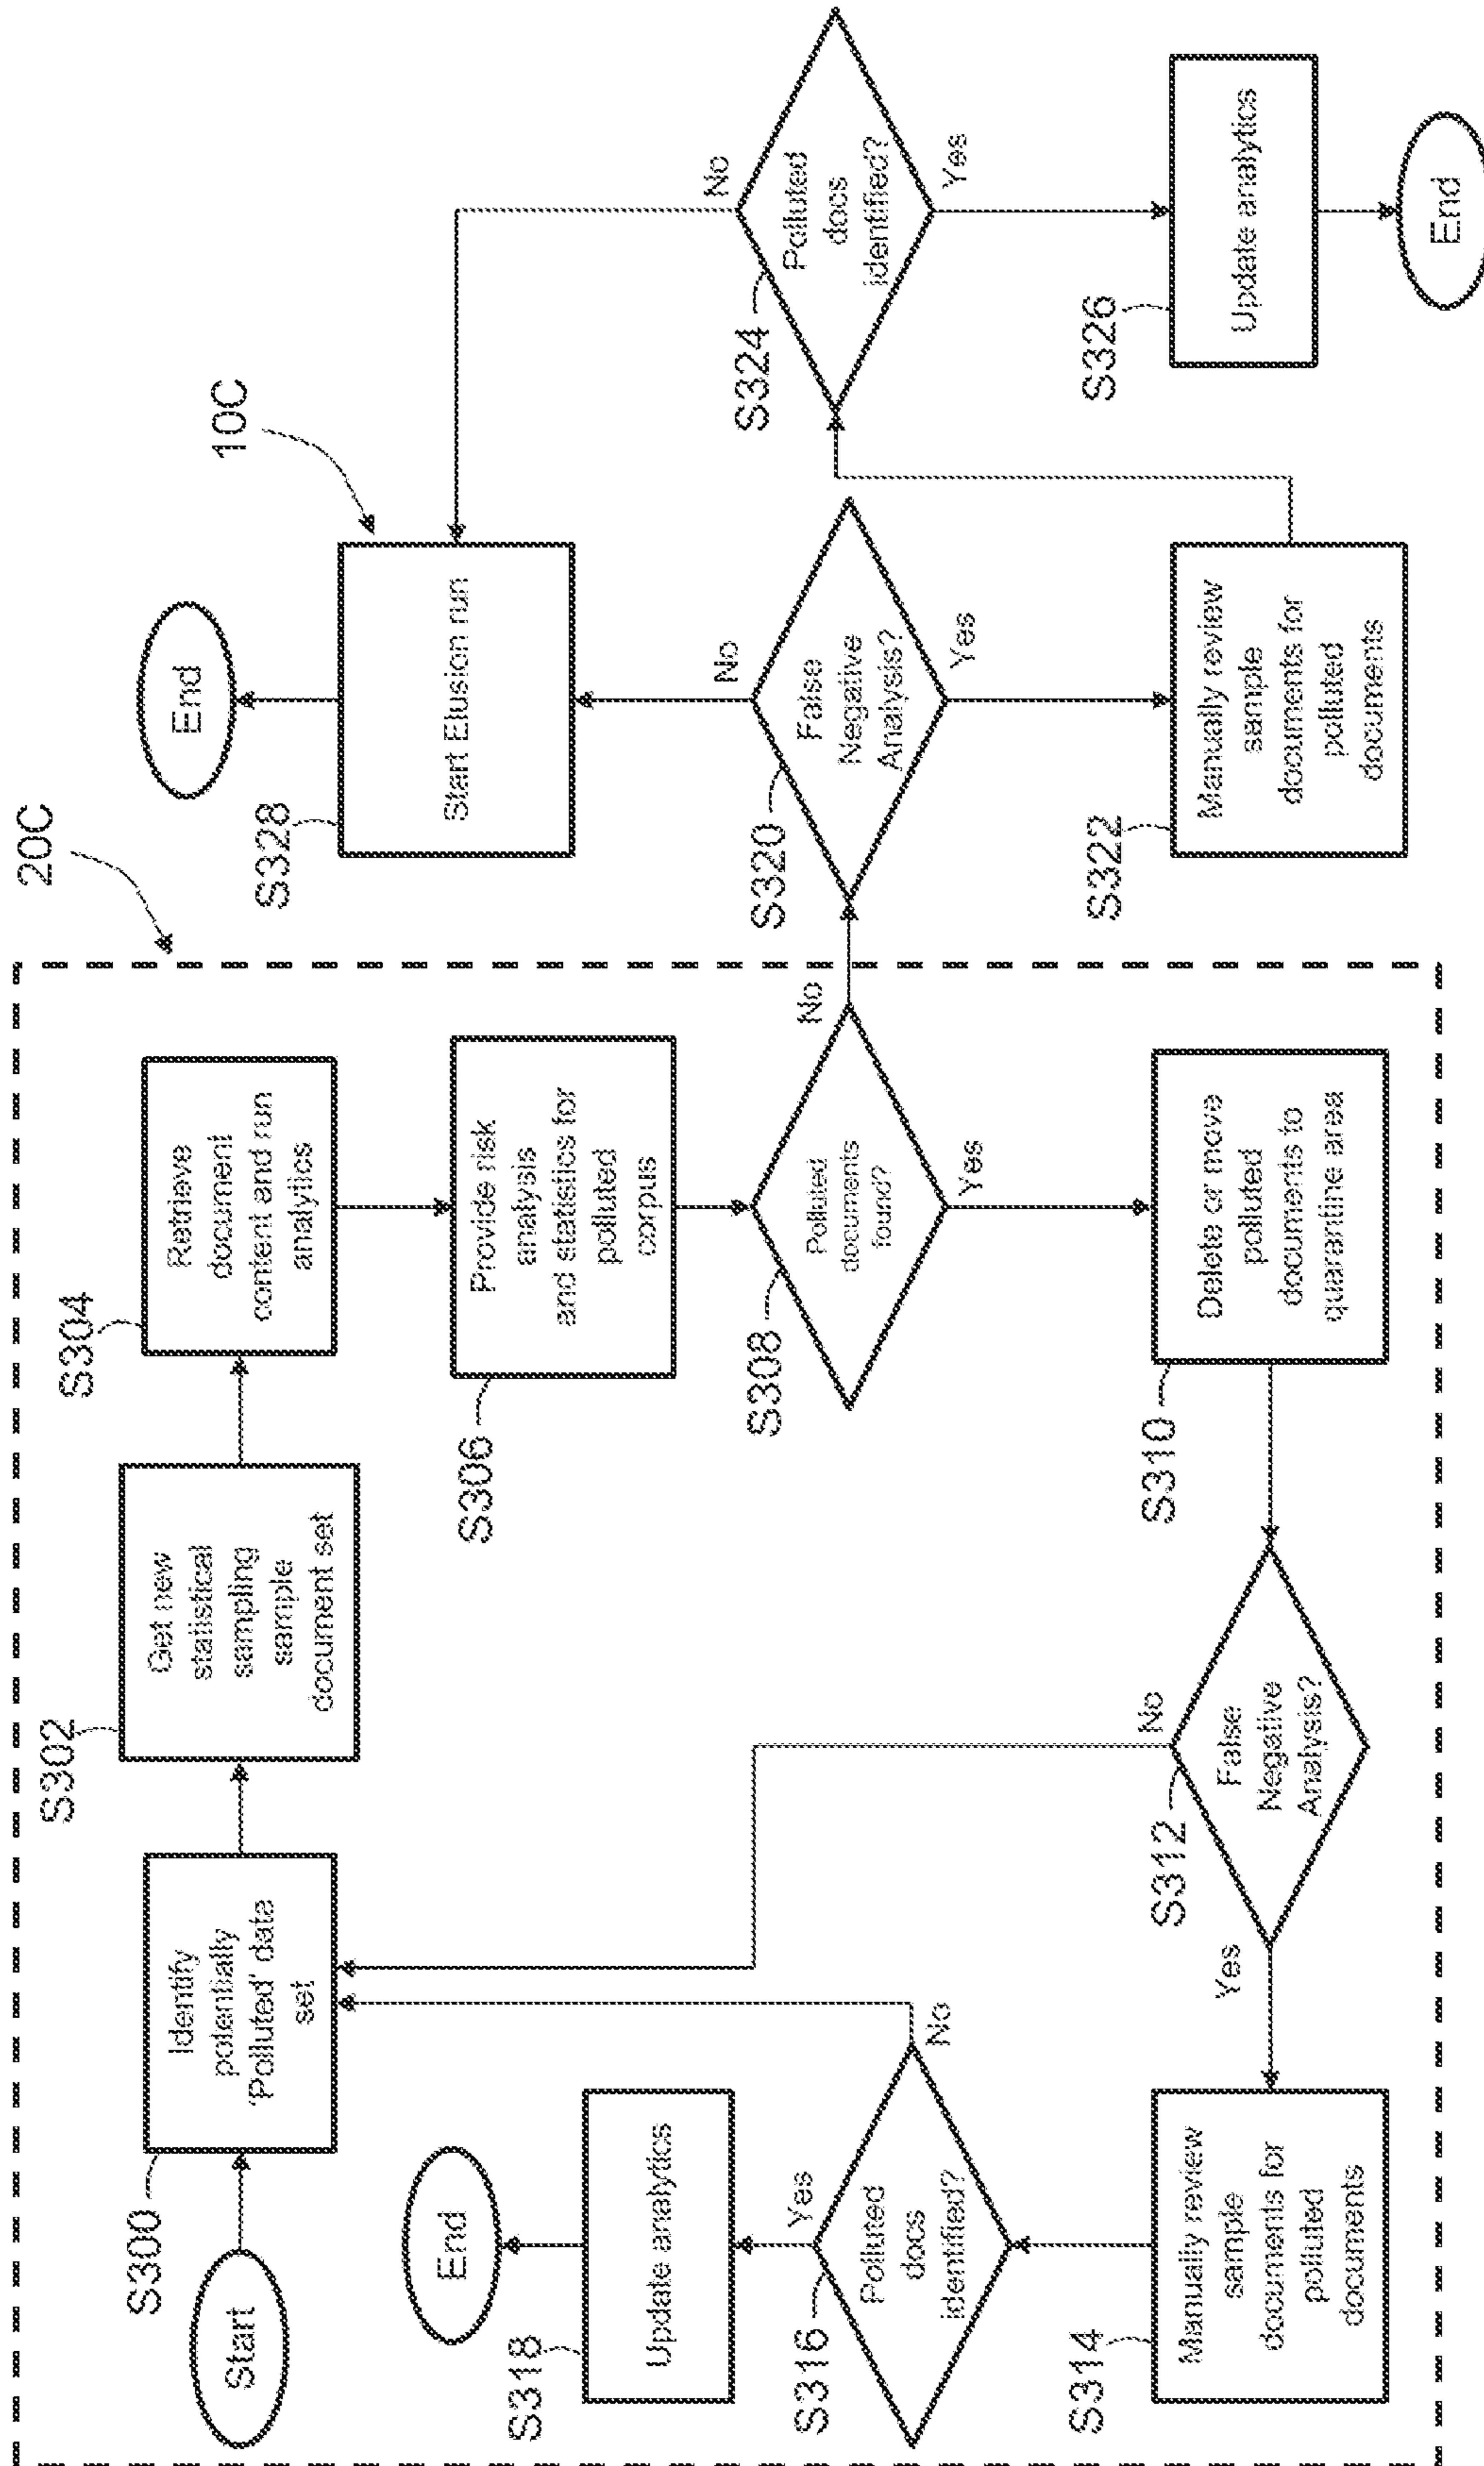 20C
10C
Start
S300
Identify
potentially
'Polluted' data
set
S302
Get new
statistical
sampling
sample
document set
S304
Retrieve
document
content and run
analytics
S306
Provide risk
analysis
and statistics for
polluted
corpus
S308
Polluted
documents
found?
No
Yes
S310
Delete or move
polluted
documents to
quarantine area
S312
False
Negative
Analysis?
No
Yes
S314
Manually review
sample
documents for
polluted
documents
S316
Polluted
docs
identified?
No
Yes
S318
Update analytics
End
S320
False
Negative
Analysis?
No
Yes
S322
Manually review
sample
documents for
polluted
documents
S324
Polluted
docs
identified?
No
Yes
S326
Update analytics
End
S328
Start Elusion run
End